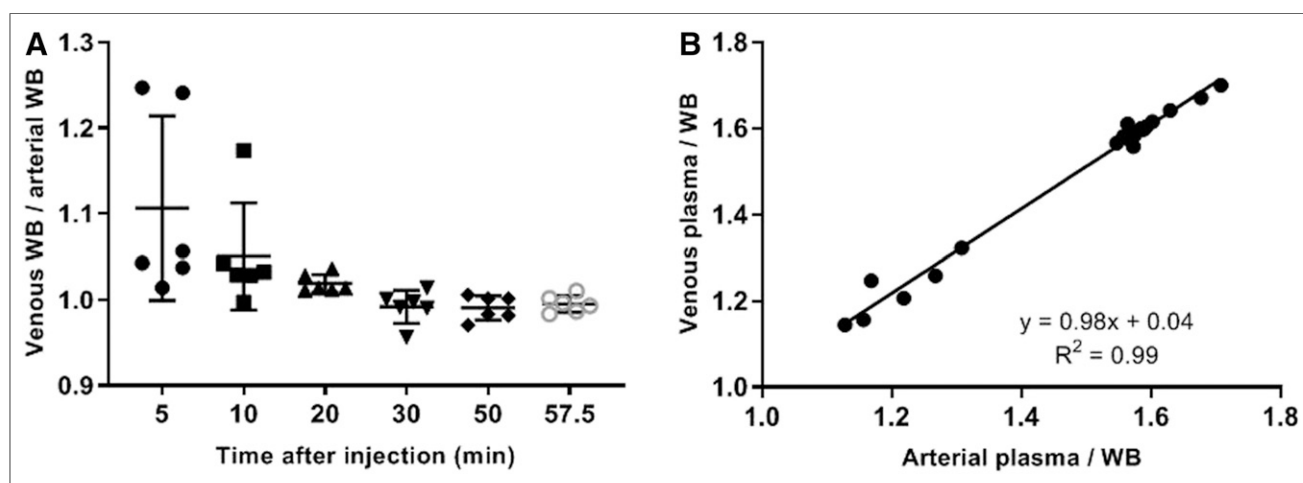 A
Venous WB / arterial WB
1.3
1.2
1.1
1.0
0.9
5 10 20 30 50 57.5
Time after injection (min)
B
Venous plasma / WB
1.8
1.6
1.4
1.2
1.0
y = 0.98x + 0.04
R² = 0.99
1.0 1.2 1.4 1.6 1.8
Arterial plasma / WB